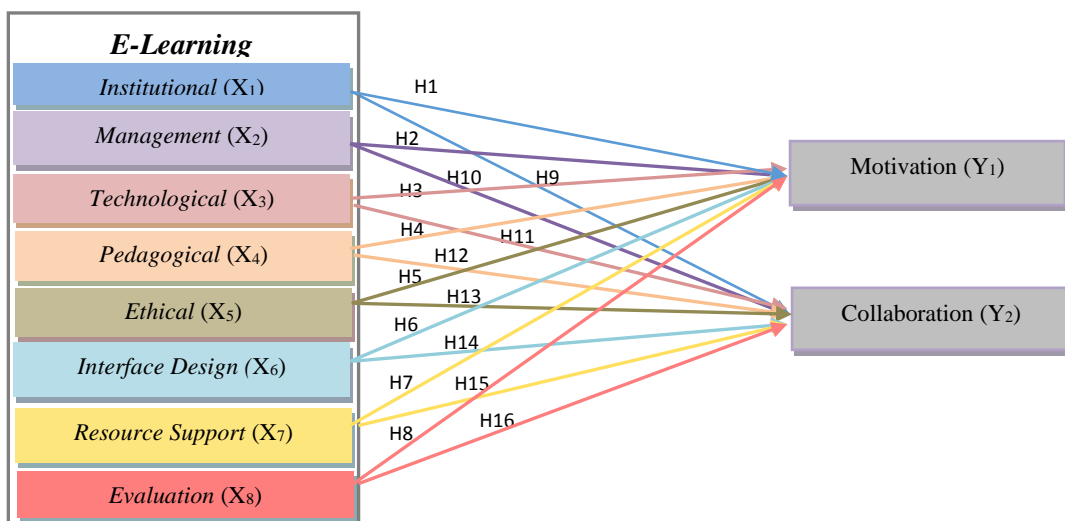 E-Learning
Institutional (X1)
Management (X2)
Technological (X3)
Pedagogical (X4)
Ethical (X5)
Interface Design (X6)
Resource Support (X7)
Evaluation (X8)
H1
H2
H10
H9
H3
H4
H11
H12
H5
H13
H6
H14
H7
H15
H8
H16
Motivation (Y1)
Collaboration (Y2)